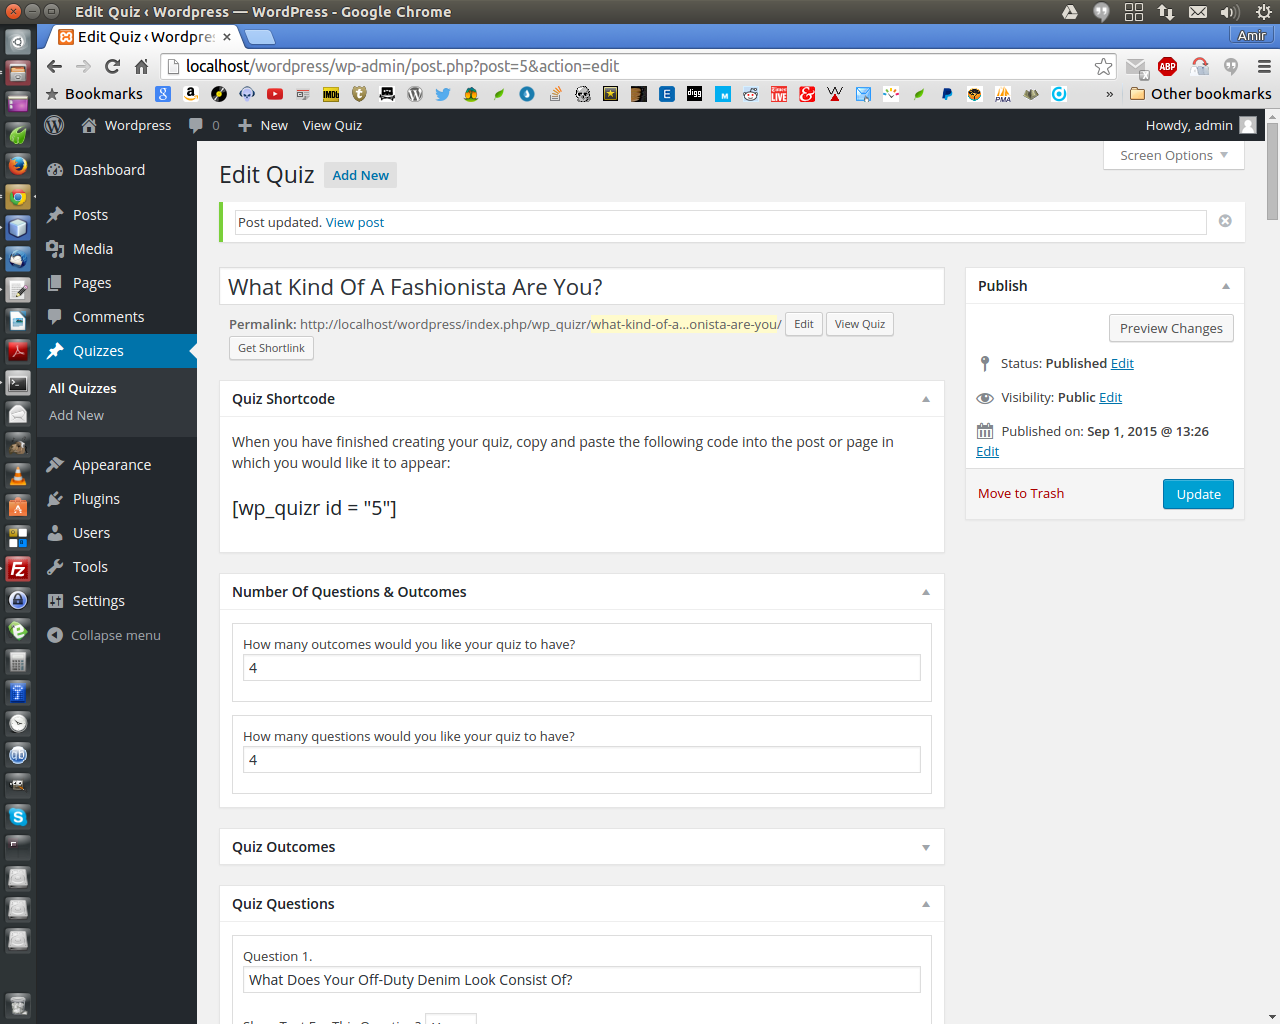 Edit Quiz ‹ Wordpress — WordPress - Google Chrome
Edit Quiz ‹ Wordpre
Amir
localhost/wordpress/wp-admin/post.php?post=5&action=edit
Bookmarks
Other bookmarks
Wordpress
0
New
View Quiz
Howdy, admin
Dashboard
Posts
Media
Pages
Comments
Quizzes
All Quizzes
Add New
Appearance
Plugins
Users
Tools
Settings
Collapse menu
Screen Options
Edit Quiz
Add New
Post updated. View post
What Kind Of A Fashionista Are You?
Permalink: http://localhost/wordpress/index.php/wp_quizr/what-kind-of-a...onista-are-you/ Edit View Quiz
Get Shortlink
Quiz Shortcode
When you have finished creating your quiz, copy and paste the following code into the post or page in
which you would like it to appear:
[wp_quizr id = "5"]
Number Of Questions & Outcomes
How many outcomes would you like your quiz to have?
4
How many questions would you like your quiz to have?
4
Quiz Outcomes
Quiz Questions
Question 1.
What Does Your Off-Duty Denim Look Consist Of?
Publish
Preview Changes
Status: Published Edit
Visibility: Public Edit
Published on: Sep 1, 2015 @ 13:26
Edit
Move to Trash
Update